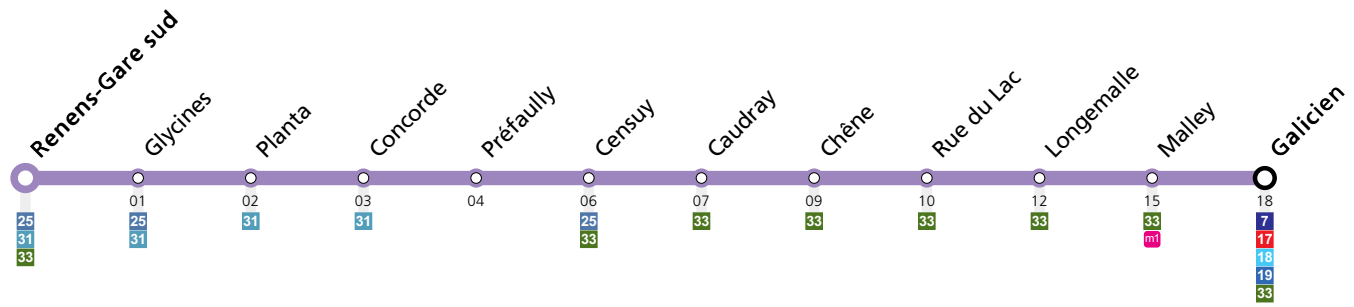 Renens-Gare sud
Glycines
Planta
Concorde
Préfaully
Censuy
Caudray
Chêne
Rue du Lac
Longemalle
Malley
Galicien
01 02 03 04 06 07 09 10 12 15 18
25 25 31 31 25 33 33 33 33 33 7
31 31 33 m1 17
33 18
19
33